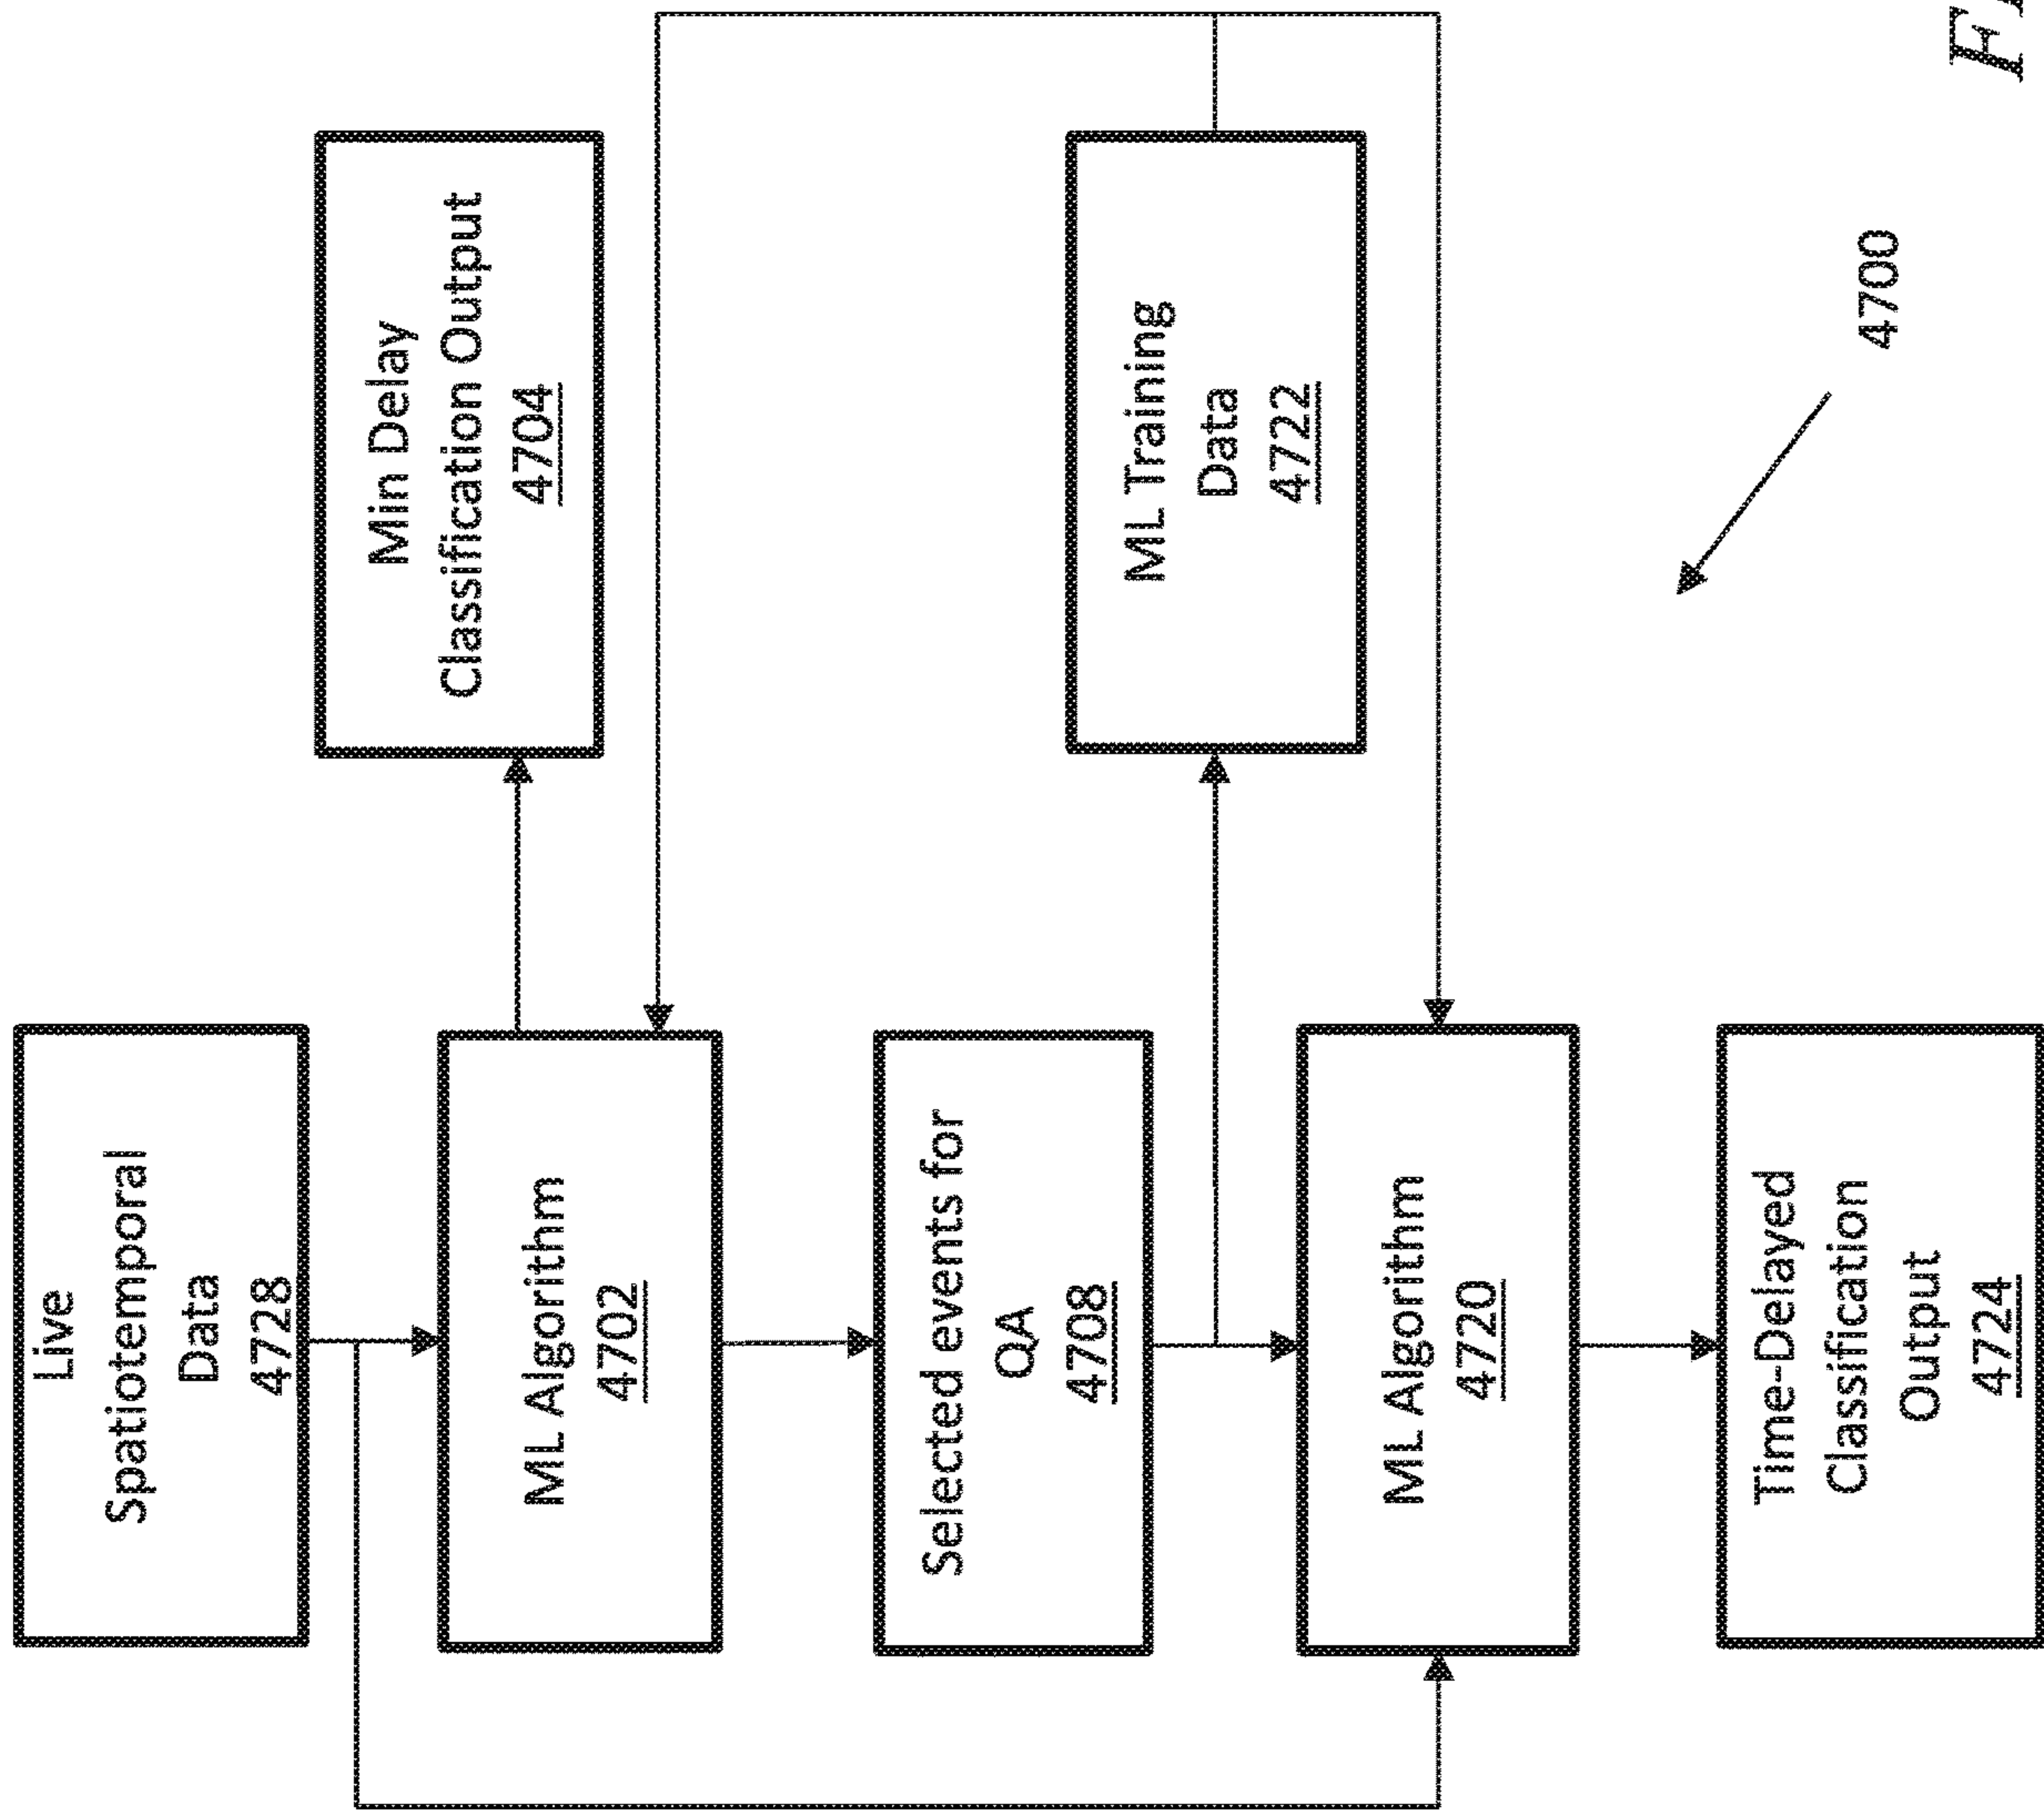 Live
Spatiotemporal
Data
4728
ML Algorithm
4702
Selected events for
QA
4708
ML Algorithm
4720
Time-Delayed
Classification
Output
4724
Min Delay
Classification Output
4704
ML Training
Data
4722
4700